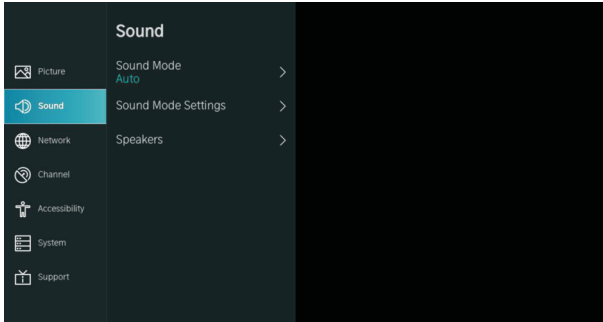 Sound
Picture
Sound
Network
Channel
Accessibility
System
Support
Sound Mode
Auto
Sound Mode Settings
Speakers